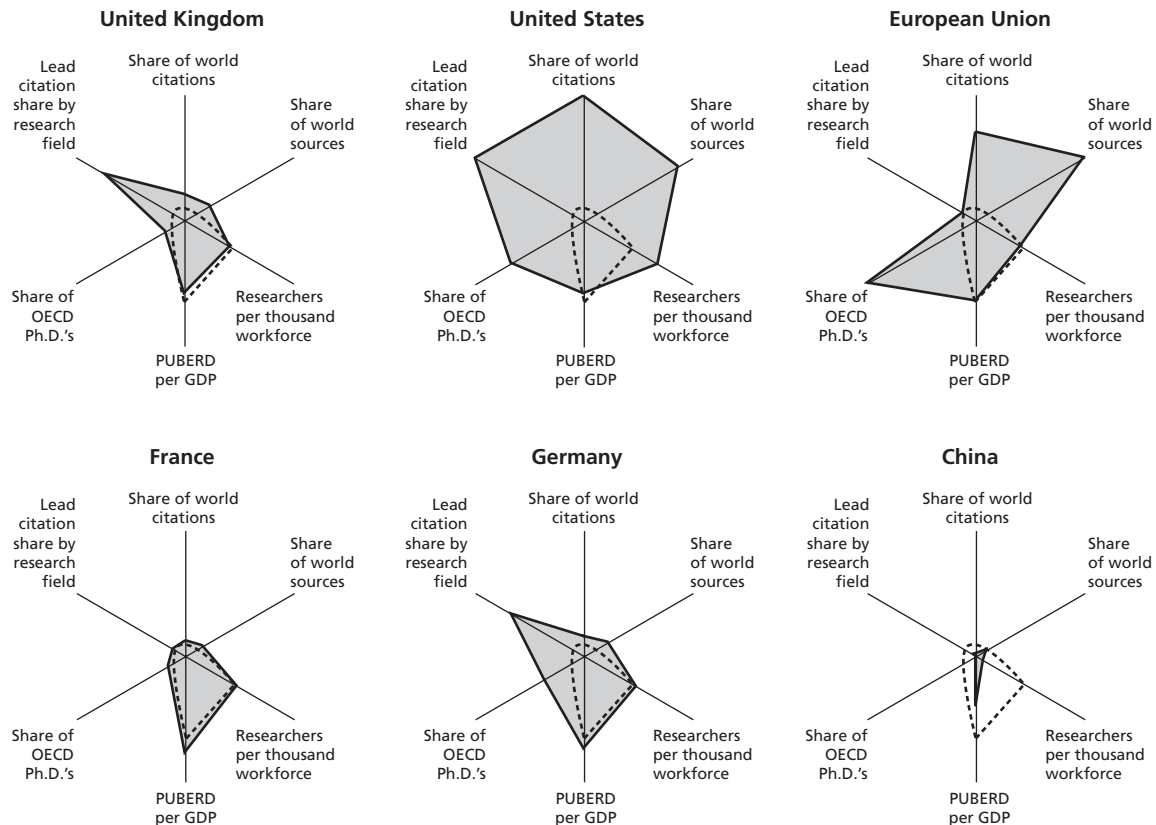 United Kingdom
Share of world
citations
Lead
citation
share by
research
field
Share
of world
sources
Share of
OECD
Ph.D.'s
Researchers
per thousand
workforce
PUBERD
per GDP
United States
Share of world
citations
Lead
citation
share by
research
field
Share
of world
sources
Share of
OECD
Ph.D.'s
Researchers
per thousand
workforce
PUBERD
per GDP
European Union
Share of world
citations
Lead
citation
share by
research
field
Share
of world
sources
Share of
OECD
Ph.D.'s
Researchers
per thousand
workforce
PUBERD
per GDP
France
Share of world
citations
Lead
citation
share by
research
field
Share
of world
sources
Share of
OECD
Ph.D.'s
Researchers
per thousand
workforce
PUBERD
per GDP
Germany
Share of world
citations
Lead
citation
share by
research
field
Share
of world
sources
Share of
OECD
Ph.D.'s
Researchers
per thousand
workforce
PUBERD
per GDP
China
Share of world
citations
Lead
citation
share by
research
field
Share
of world
sources
Share of
OECD
Ph.D.'s
Researchers
per thousand
workforce
PUBERD
per GDP